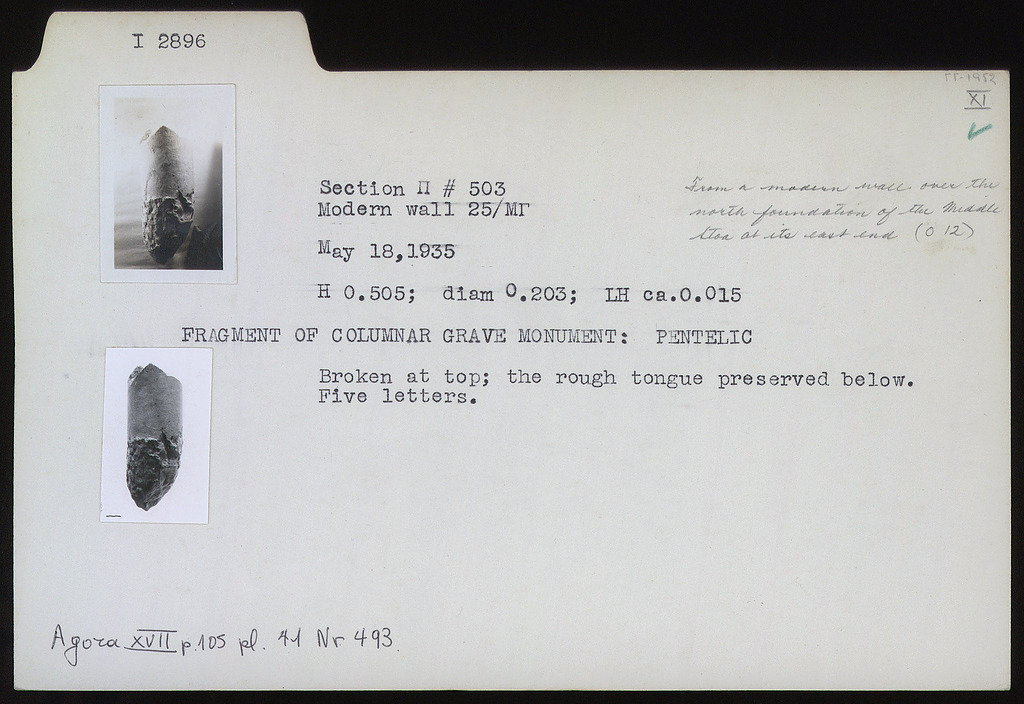 I 2896
XI
✓
Section Π # 503
Modern wall 25/ΜΓ
From a modern wall over the
north foundation of the Middle
Stoa at its east end (O 12)
May 18,1935
H 0.505; diam 0.203; LH ca.0.015
FRAGMENT OF COLUMNAR GRAVE MONUMENT: PENTELIC
Broken at top; the rough tongue preserved below.
Five letters.
Agora XVII p.105 pl. 41 Nr 493.